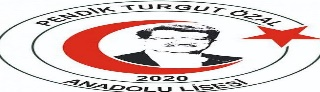 PENDİK TURGUT ÖZAL
2020
ANADOLU LİSESİ